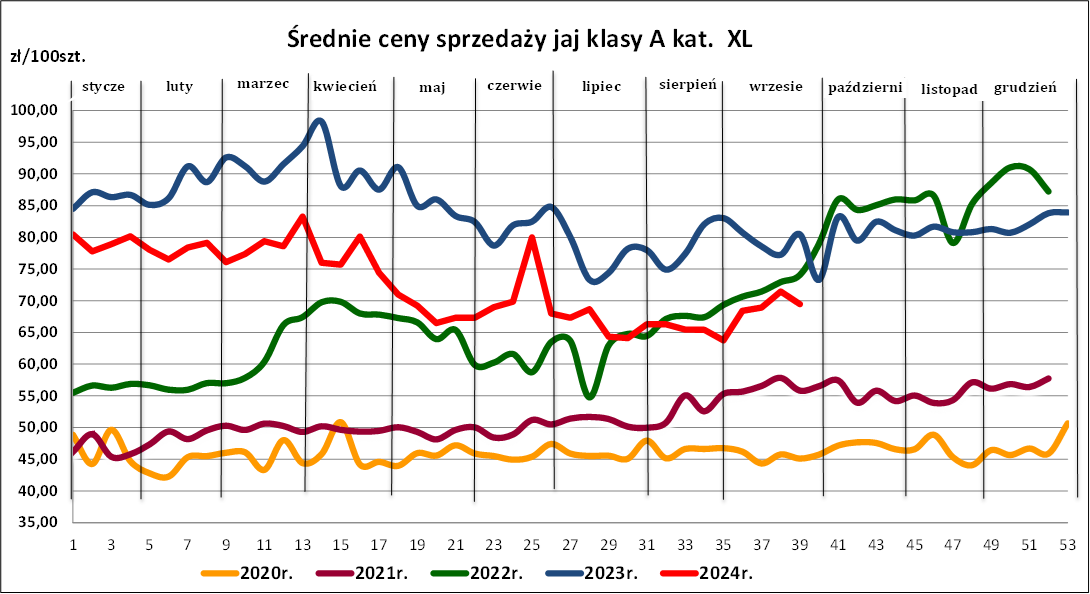 Średnie ceny sprzedaży jaj klasy A kat. XL
zł/100szt.
stycze luty marzec kwiecień maj czerwie lipiec sierpień wrzesie październi listopad grudzień
100,00
95,00
90,00
85,00
80,00
75,00
70,00
65,00
60,00
55,00
50,00
45,00
40,00
35,00
1 3 5 7 9 11 13 15 17 19 21 23 25 27 29 31 33 35 37 39 41 43 45 47 49 51 53
2020r. 2021r. 2022r. 2023r. 2024r.